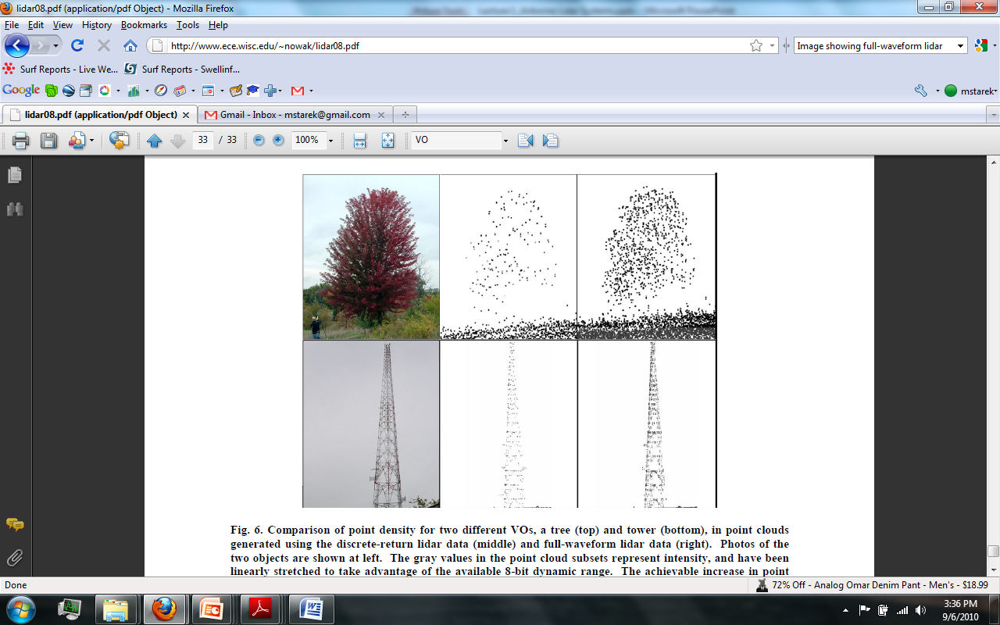 lidar08.pdf (application/pdf Object) - Mozilla Firefox
File Edit View History Bookmarks Tools Help
http://www.ece.wisc.edu/~nowak/lidar08.pdf
Image showing full-waveform lidar
Surf Reports - Live We... Surf Reports - Swellinf...
Google
mstarek
lidar08.pdf (application/pdf Object)
Gmail - Inbox - mstarek@gmail.com
33 / 33 100% VO
Fig. 6. Comparison of point density for two different VOs, a tree (top) and tower (bottom), in point clouds
generated using the discrete-return lidar data (middle) and full-waveform lidar data (right). Photos of the
two objects are shown at left. The gray values in the point cloud subsets represent intensity, and have been
linearly stretched to take advantage of the available 8-bit dynamic range. The achievable increase in point
Done
72% Off - Analog Omar Denim Pant - Men's - $18.99
3:36 PM
9/6/2010